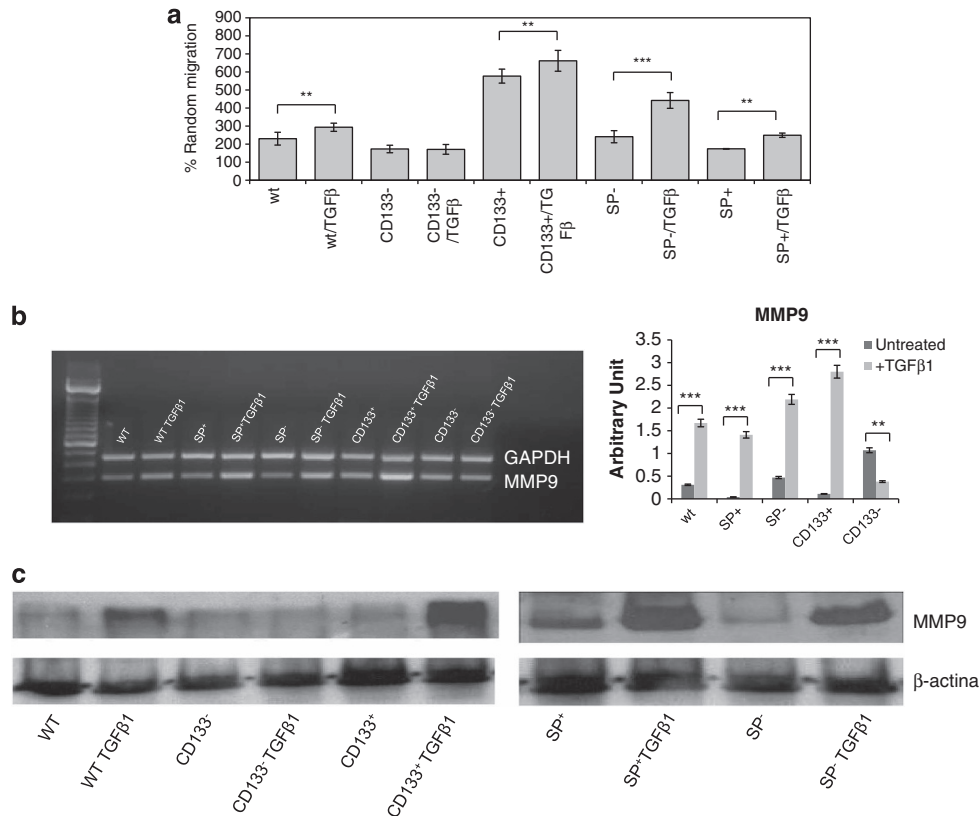 a
900
800
700
600
500
400
300
200
100
0
% Random migration
**
**
***
**
wt
wt/TGFβ
CD133-
CD133-
/TGFβ
CD133+
CD133+/TG
Fβ
SP-
SP-/TGFβ
SP+
SP+/TGFβ
b
WT
WT TGFβ1
SP+
SP+TGFβ1
SP-
SP- TGFβ1
CD133+
CD133+ TGFβ1
CD133-
CD133- TGFβ1
GAPDH
MMP9
MMP9
Untreated
+TGFβ1
3.5
3
2.5
2
1.5
1
0.5
0
Arbitrary Unit
***
***
***
***
**
wt
SP+
SP-
CD133+
CD133-
c
MMP9
β-actina
WT
WT TGFβ1
CD133-
CD133- TGFβ1
CD133+
CD133+ TGFβ1
SP+
SP+TGFβ1
SP-
SP- TGFβ1